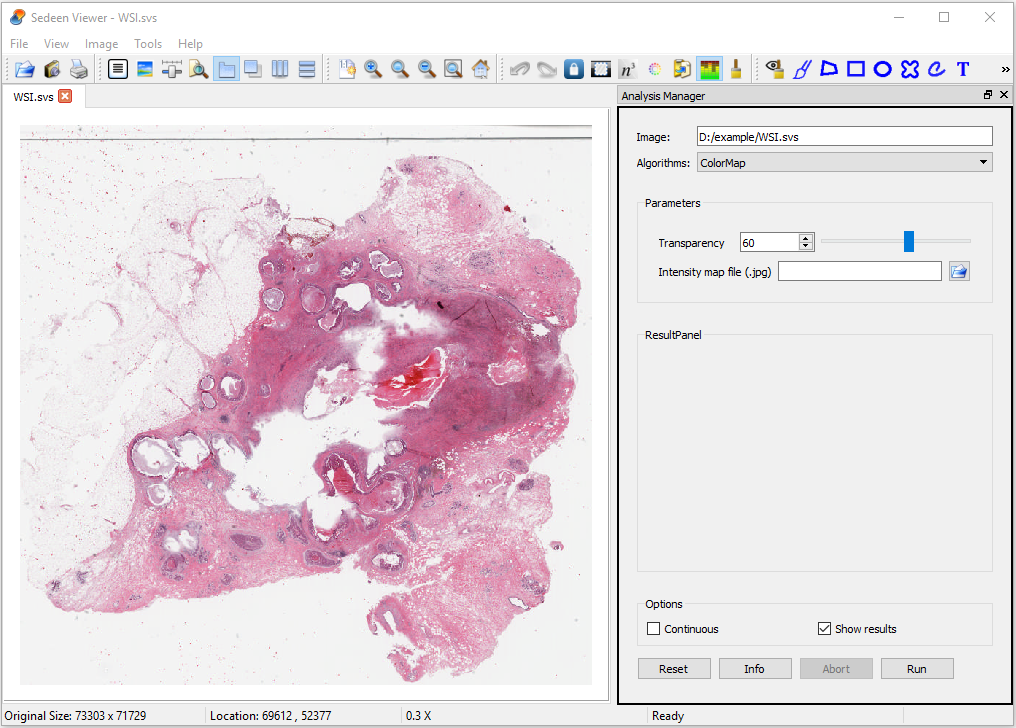 Sedeen Viewer - WSI.svs
File View Image Tools Help
n³ T »
WSI.svs
Analysis Manager
Image: D:/example/WSI.svs
Algorithms: ColorMap
Parameters
Transparency 60
Intensity map file (.jpg)
ResultPanel
Options
Continuous Show results
Reset Info Abort Run
Original Size: 73303 x 71729 Location: 69612 , 52377 0.3 X Ready